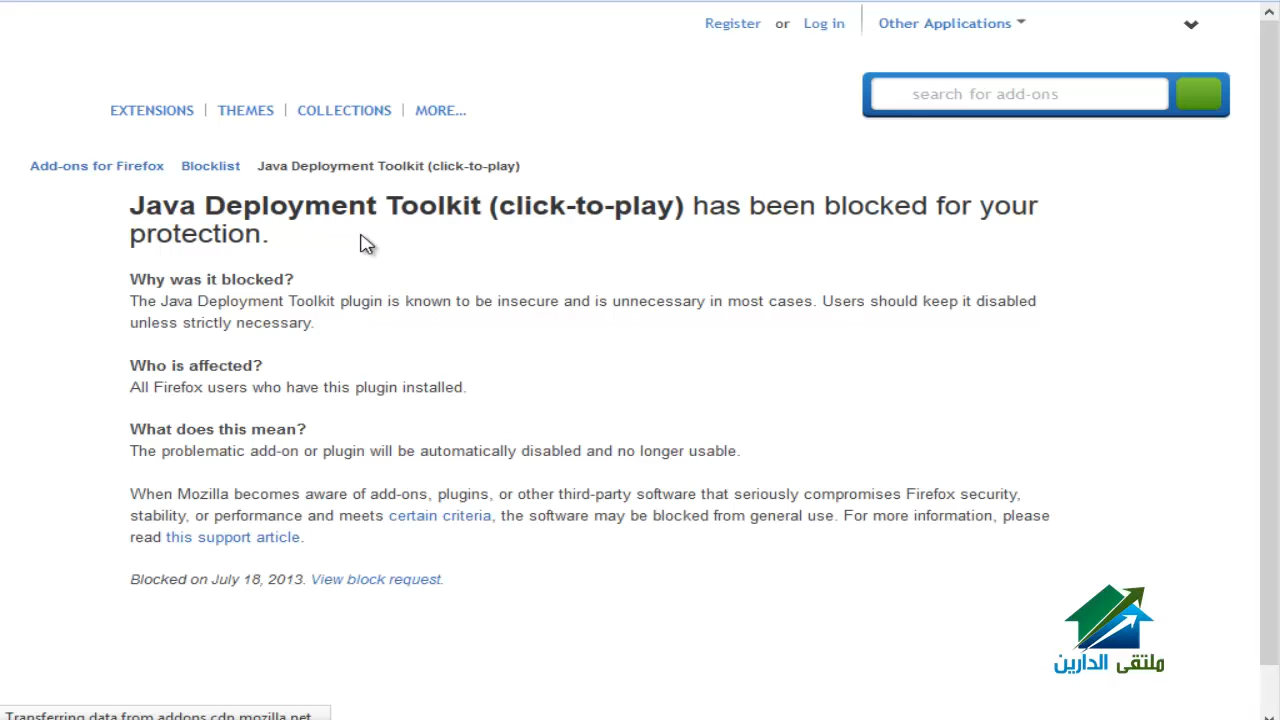 Register or Log in Other Applications
search for add-ons
EXTENSIONS | THEMES | COLLECTIONS | MORE...
Add-ons for Firefox Blocklist Java Deployment Toolkit (click-to-play)
Java Deployment Toolkit (click-to-play) has been blocked for your
protection.
Why was it blocked?
The Java Deployment Toolkit plugin is known to be insecure and is unnecessary in most cases. Users should keep it disabled
unless strictly necessary.
Who is affected?
All Firefox users who have this plugin installed.
What does this mean?
The problematic add-on or plugin will be automatically disabled and no longer usable.
When Mozilla becomes aware of add-ons, plugins, or other third-party software that seriously compromises Firefox security,
stability, or performance and meets certain criteria, the software may be blocked from general use. For more information, please
read this support article.
Blocked on July 18, 2013. View block request.
ملتقى الدارين
Transferring data from addons.cdn.mozilla.net...